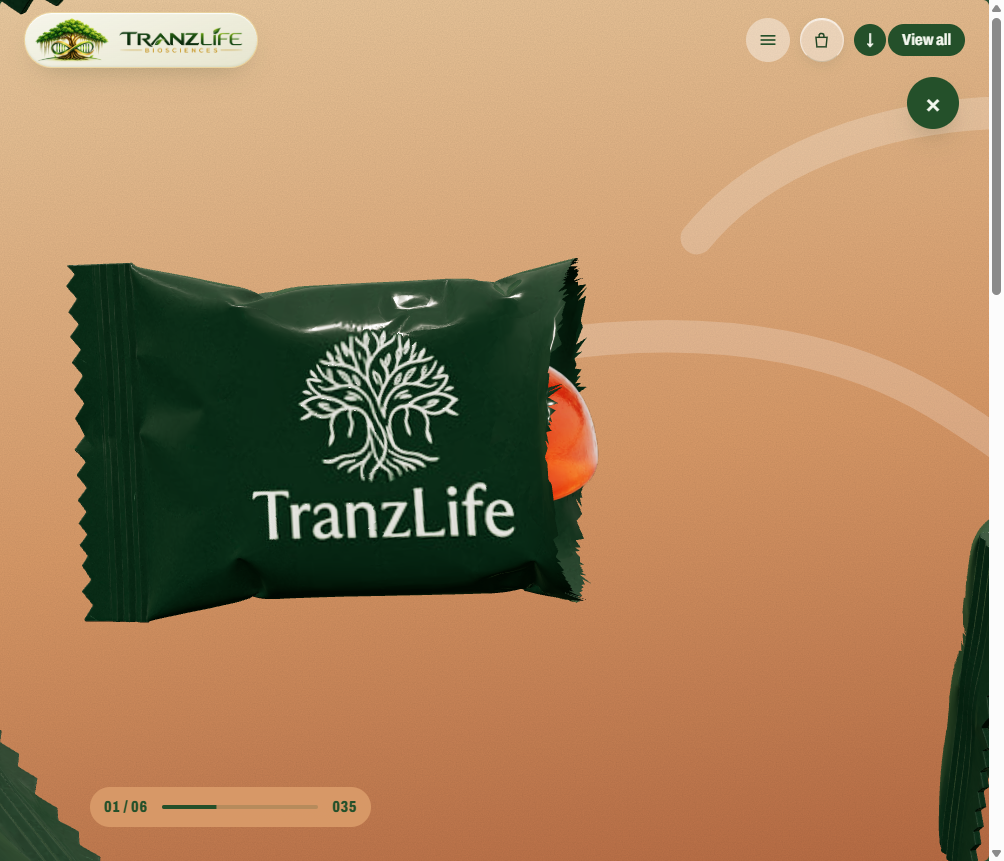 TRANZLIFE
BIOSCIENCES
View all
TranzLife
01 / 06
035